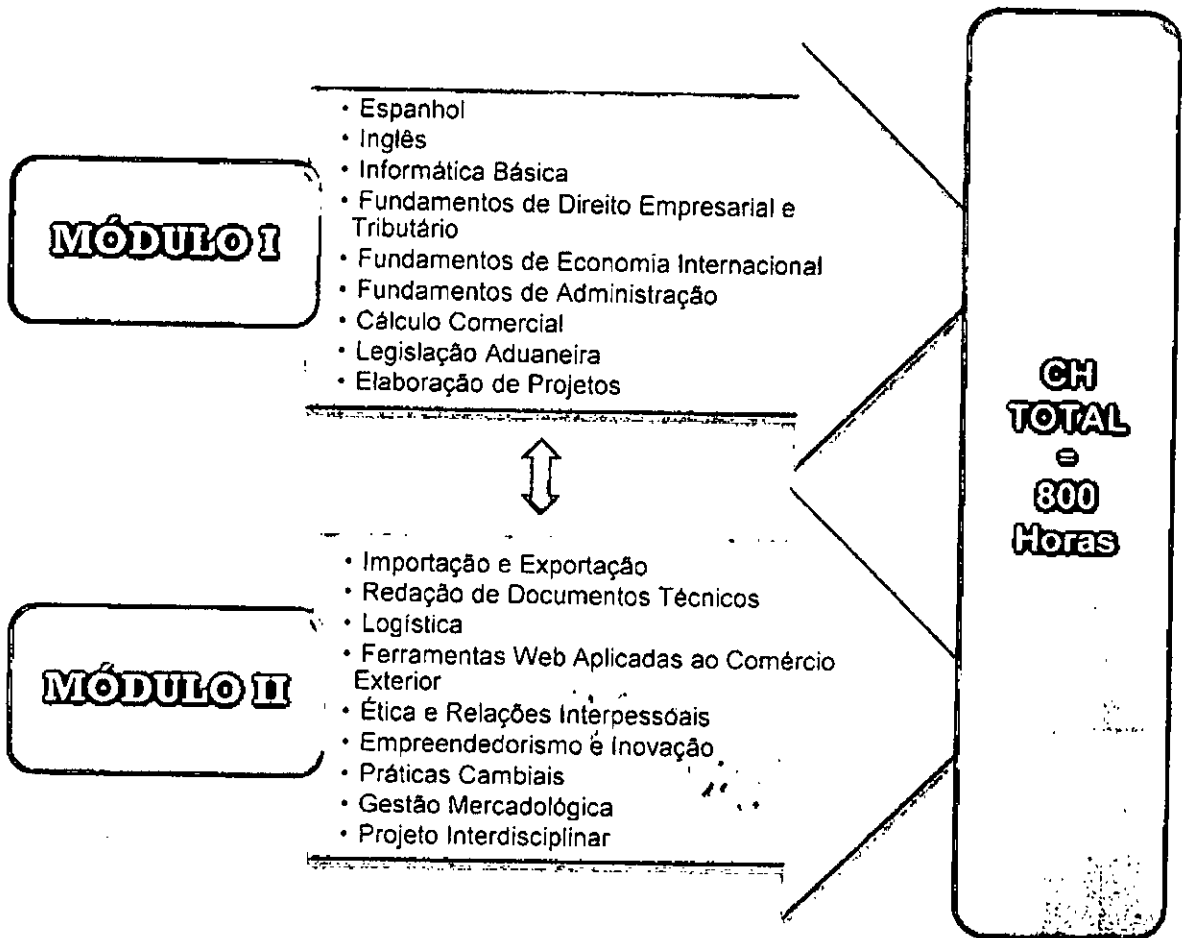 MÓDULO I
• Espanhol
• Inglês
• Informática Básica
• Fundamentos de Direito Empresarial e
Tributário
• Fundamentos de Economia Internacional
• Fundamentos de Administração
• Cálculo Comercial
• Legislação Aduaneira
• Elaboração de Projetos
MÓDULO II
• Importação e Exportação
• Redação de Documentos Técnicos
• Logística
• Ferramentas Web Aplicadas ao Comércio
Exterior
• Ética e Relações Interpessoais
• Empreendedorismo e Inovação
• Práticas Cambiais
• Gestão Mercadológica
• Projeto Interdisciplinar
CH
TOTAL
=
800
Horas